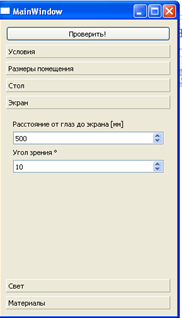 MainWindow
Проверить!
Условия
Размеры помещения
Стол
Экран
Расстояние от глаз до экрана [мм]
500
Угол зрения °
10
Свет
Материалы